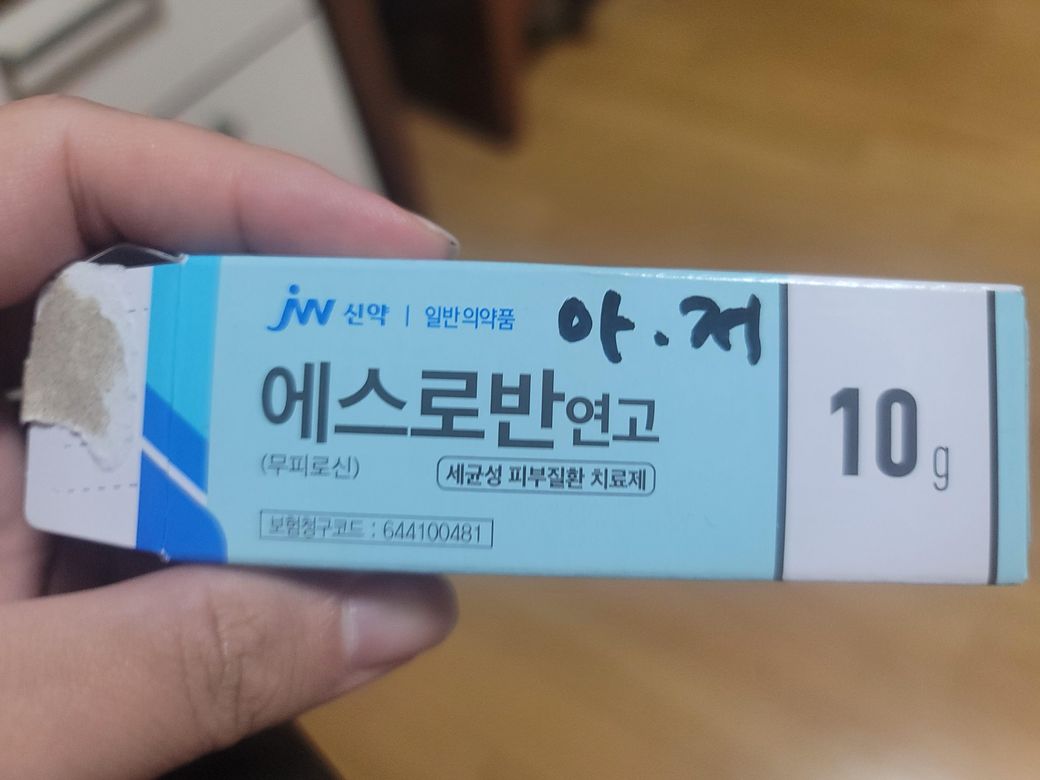 jw 신약 | 일반의약품
아.저
에스로반연고
(무피로신)
세균성 피부질환 치료제
보험청구코드 : 644100481
10 g